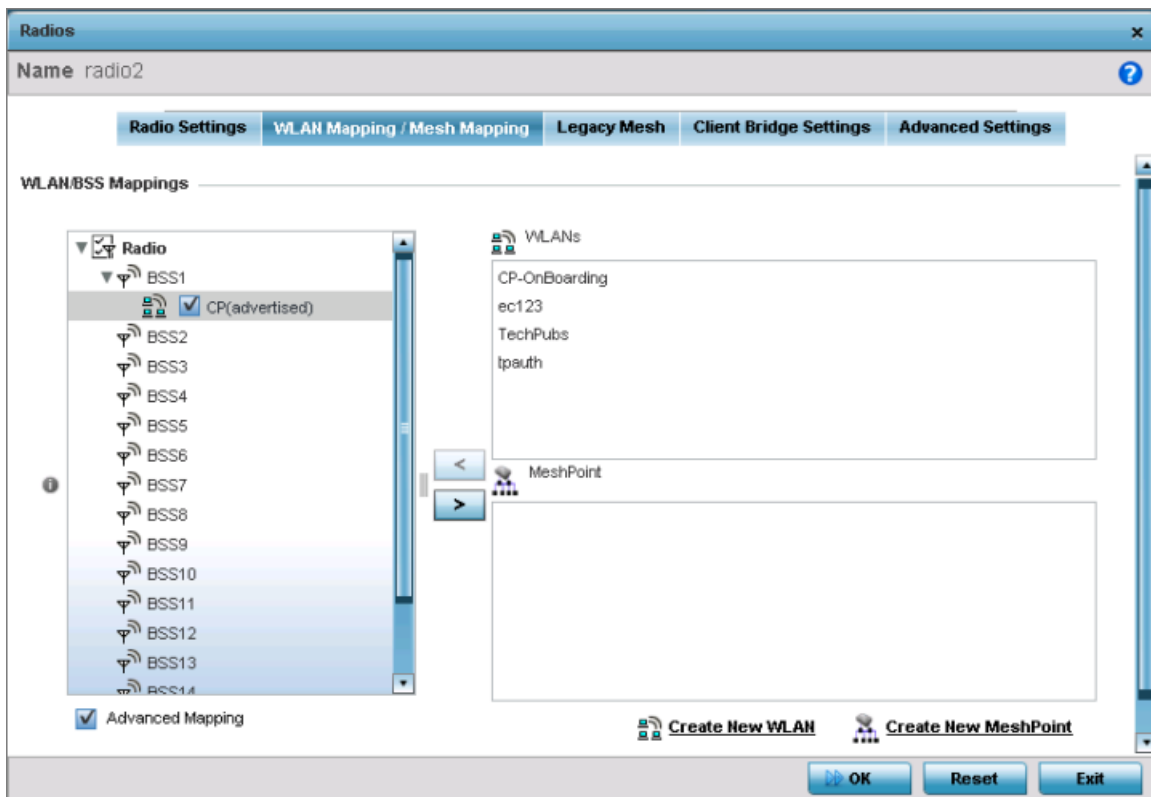 Radios
Name radio2
Radio Settings
WLAN Mapping / Mesh Mapping
Legacy Mesh
Client Bridge Settings
Advanced Settings
WLAN/BSS Mappings
Radio
BSS1
CP(advertised)
BSS2
BSS3
BSS4
BSS5
BSS6
BSS7
BSS8
BSS9
BSS10
BSS11
BSS12
BSS13
BSS14
Advanced Mapping
<
>
WLANs
CP-OnBoarding
ec123
TechPubs
tpauth
MeshPoint
Create New WLAN
Create New MeshPoint
OK
Reset
Exit